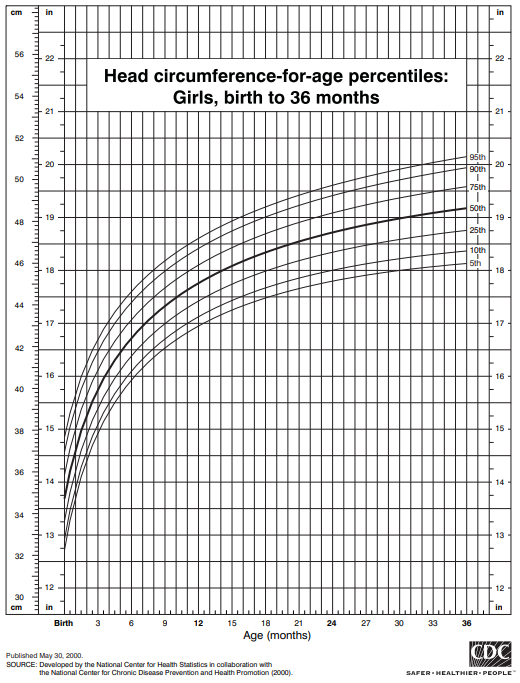 cm in in
Head circumference-for-age percentiles:
Girls, birth to 36 months
56
54
52
50
48
46
44
42
40
38
36
34
32
30
cm
22
21
20
19
18
17
16
15
14
13
12
in
95th
90th
75th
50th
25th
10th
5th
22
21
20
19
18
17
16
15
14
13
12
in
Birth 3 6 9 12 15 18 21 24 27 30 33 36
Age (months)
Published May 30, 2000.
SOURCE: Developed by the National Center for Health Statistics in collaboration with
the National Center for Chronic Disease Prevention and Health Promotion (2000).
CDC
SAFER • HEALTHIER • PEOPLE™